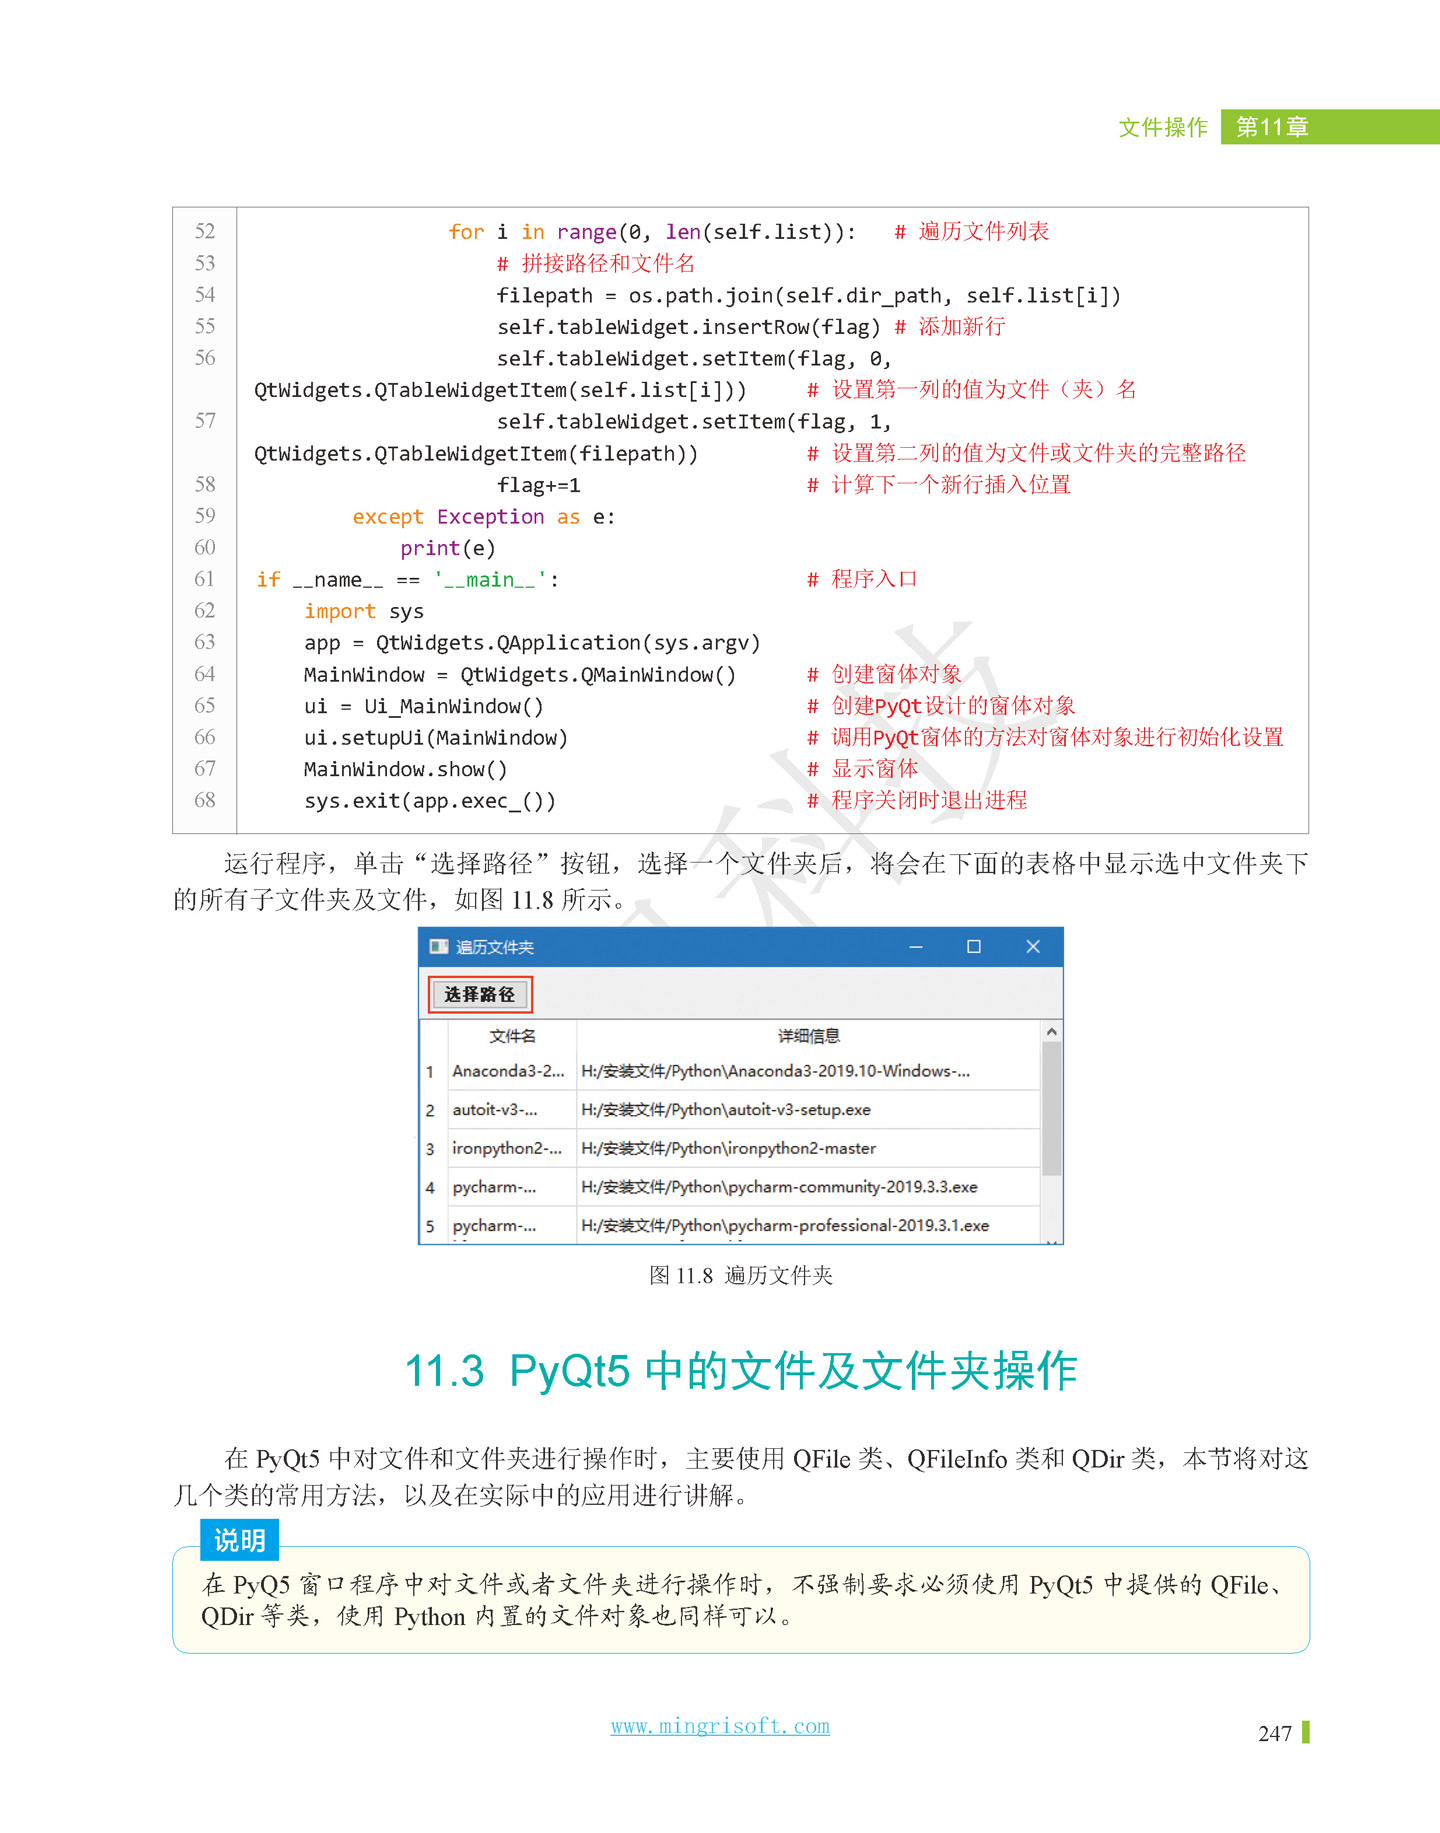 文件操作 第11章
52 for i in range(0, len(self.list)): # 遍历文件列表
53 # 拼接路径和文件名
54 filepath = os.path.join(self.dir_path, self.list[i])
55 self.tableWidget.insertRow(flag) # 添加新行
56 self.tableWidget.setItem(flag, 0,
QtWidgets.QTableWidgetItem(self.list[i])) # 设置第一列的值为文件（夹）名
57 self.tableWidget.setItem(flag, 1,
QtWidgets.QTableWidgetItem(filepath)) # 设置第二列的值为文件或文件夹的完整路径
58 flag+=1 # 计算下一个新行插入位置
59 except Exception as e:
60 print(e)
61 if __name__ == '__main__': # 程序入口
62 import sys
63 app = QtWidgets.QApplication(sys.argv)
64 MainWindow = QtWidgets.QMainWindow() # 创建窗体对象
65 ui = Ui_MainWindow() # 创建PyQt设计的窗体对象
66 ui.setupUi(MainWindow) # 调用PyQt窗体的方法对窗体对象进行初始化设置
67 MainWindow.show() # 显示窗体
68 sys.exit(app.exec_()) # 程序关闭时退出进程
科技
运行程序，单击“选择路径”按钮，选择一个文件夹后，将会在下面的表格中显示选中文件夹下
的所有子文件夹及文件，如图 11.8 所示。
遍历文件夹
选择路径
文件名 详细信息
1 Anaconda3-2... H:/安装文件/Python\Anaconda3-2019.10-Windows-...
2 autoit-v3-... H:/安装文件/Python\autoit-v3-setup.exe
3 ironpython2-... H:/安装文件/Python\ironpython2-master
4 pycharm-... H:/安装文件/Python\pycharm-community-2019.3.3.exe
5 pycharm-... H:/安装文件/Python\pycharm-professional-2019.3.1.exe
图 11.8 遍历文件夹
11.3 PyQt5 中的文件及文件夹操作
在 PyQt5 中对文件和文件夹进行操作时，主要使用 QFile 类、QFileInfo 类和 QDir 类，本节将对这
几个类的常用方法，以及在实际中的应用进行讲解。
说明
在 PyQ5 窗口程序中对文件或者文件夹进行操作时，不强制要求必须使用 PyQt5 中提供的 QFile、
QDir 等类，使用 Python 内置的文件对象也同样可以。
www.mingrisoft.com
247